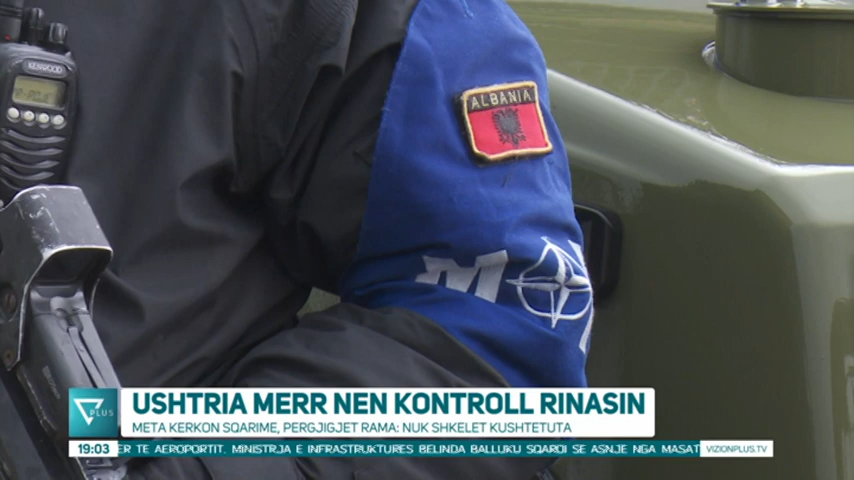 KENWOOD
ALBANIA
M
PLUS
USHTRIA MERR NEN KONTROLL RINASIN
META KERKON SQARIME, PERGJIGJET RAMA: NUK SHKELET KUSHTETUTA
19:03
ER TE AEROPORTIT. MINISTRJA E INFRASTRUKTURES BELINDA BALLUKU SQAROI SE ASNJE NGA MASAT
VIZIONPLUS.TV